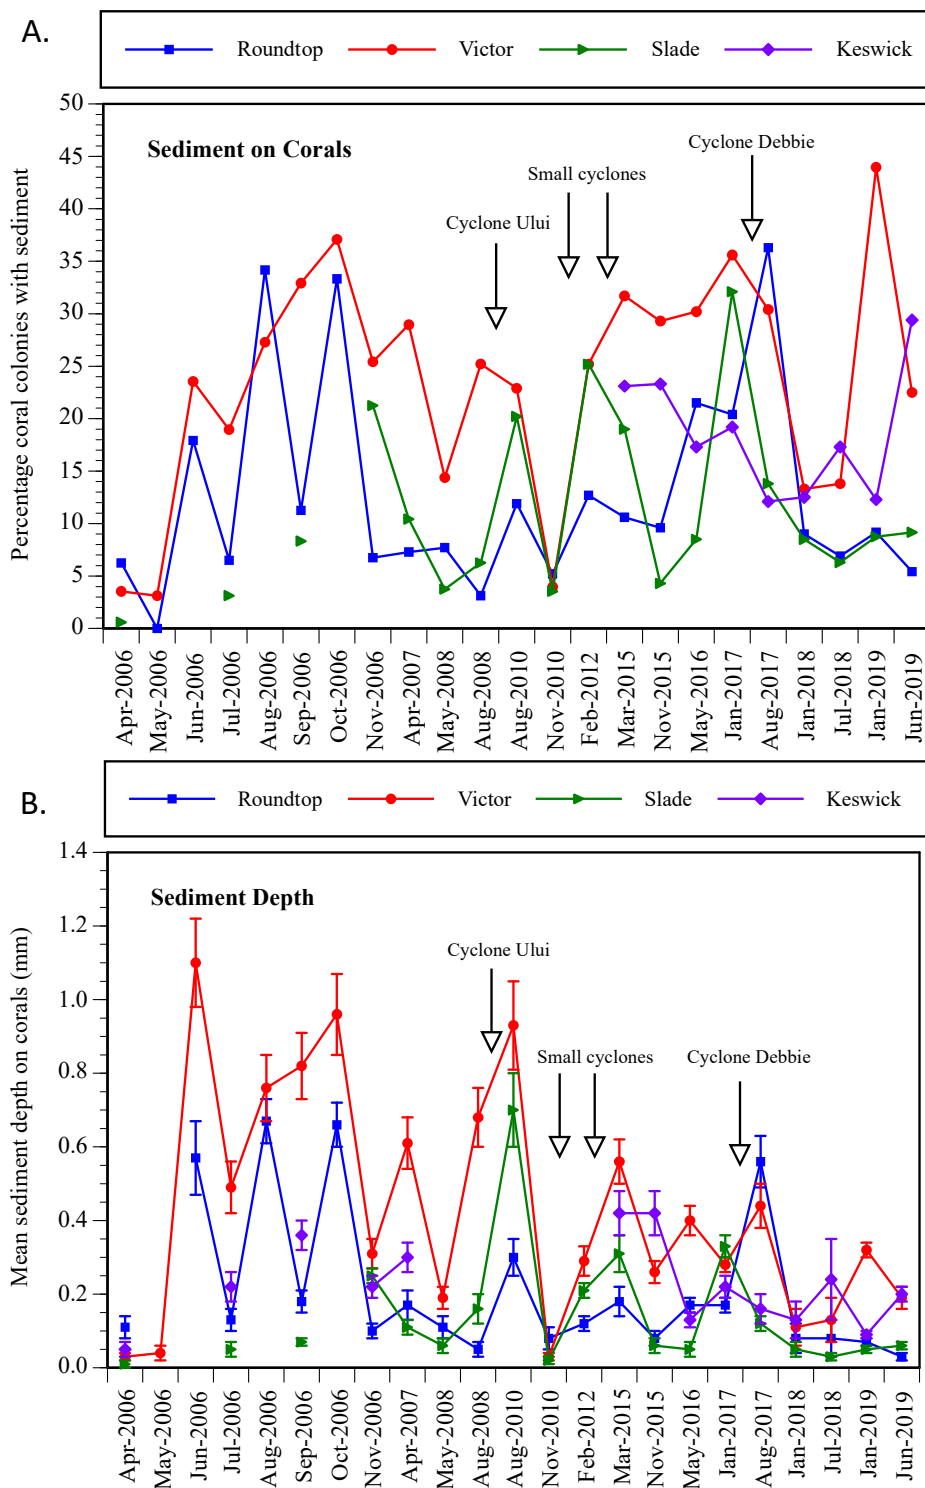 A.
Roundtop Victor Slade Keswick
50
45
40
35
30
25
20
15
10
5
0
Percentage coral colonies with sediment
Sediment on Corals
Cyclone Debbie
Small cyclones
Cyclone Ului
Apr-2006
May-2006
Jun-2006
Jul-2006
Aug-2006
Sep-2006
Oct-2006
Nov-2006
Apr-2007
May-2008
Aug-2008
Aug-2010
Nov-2010
Feb-2012
Mar-2015
Nov-2015
May-2016
Jan-2017
Aug-2017
Jan-2018
Jul-2018
Jan-2019
Jun-2019
B.
Roundtop Victor Slade Keswick
1.4
1.2
1.0
0.8
0.6
0.4
0.2
0.0
Mean sediment depth on corals (mm)
Sediment Depth
Cyclone Ului
Small cyclones
Cyclone Debbie
Apr-2006
May-2006
Jun-2006
Jul-2006
Aug-2006
Sep-2006
Oct-2006
Nov-2006
Apr-2007
May-2008
Aug-2008
Aug-2010
Nov-2010
Feb-2012
Mar-2015
Nov-2015
May-2016
Jan-2017
Aug-2017
Jan-2018
Jul-2018
Jan-2019
Jun-2019